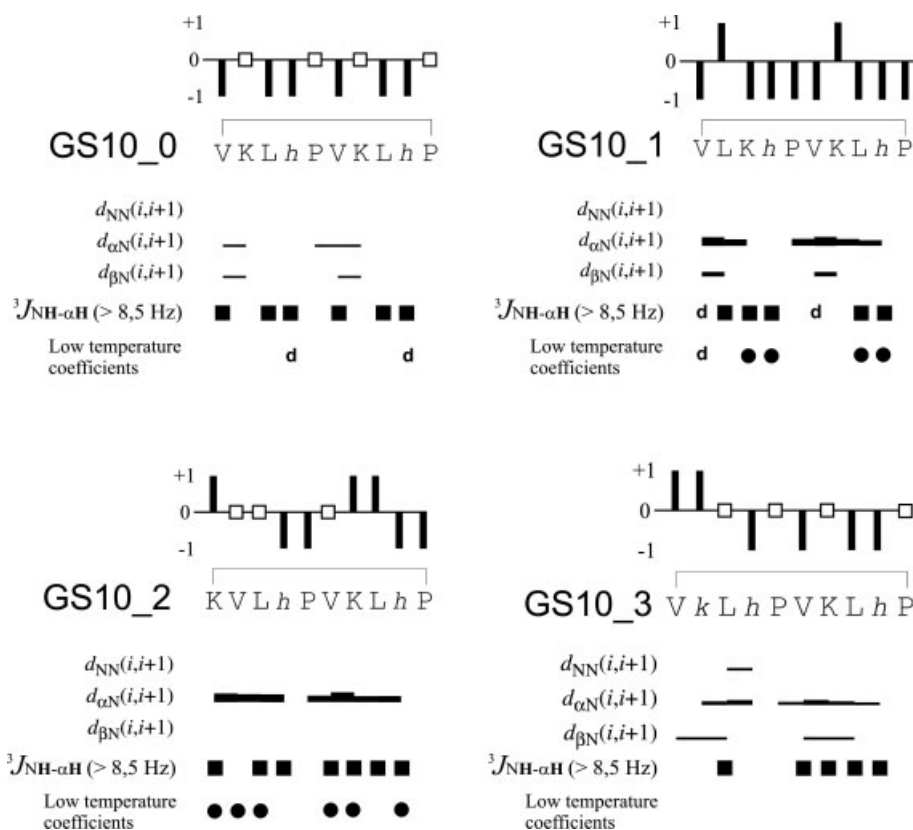 +1
0
-1
GS10_0
V K L h P V K L h P
dNN(i,i+1)
dαN(i,i+1)
dβN(i,i+1)
³JNH-αH (> 8,5 Hz)
Low temperature
coefficients
d d
+1
0
-1
GS10_1
V L K h P V K L h P
dNN(i,i+1)
dαN(i,i+1)
dβN(i,i+1)
³JNH-αH (> 8,5 Hz)
d d
Low temperature
coefficients
d
+1
0
-1
GS10_2
K V L h P V K L h P
dNN(i,i+1)
dαN(i,i+1)
dβN(i,i+1)
³JNH-αH (> 8,5 Hz)
Low temperature
coefficients
+1
0
-1
GS10_3
V k L h P V K L h P
dNN(i,i+1)
dαN(i,i+1)
dβN(i,i+1)
³JNH-αH (> 8,5 Hz)
Low temperature
coefficients